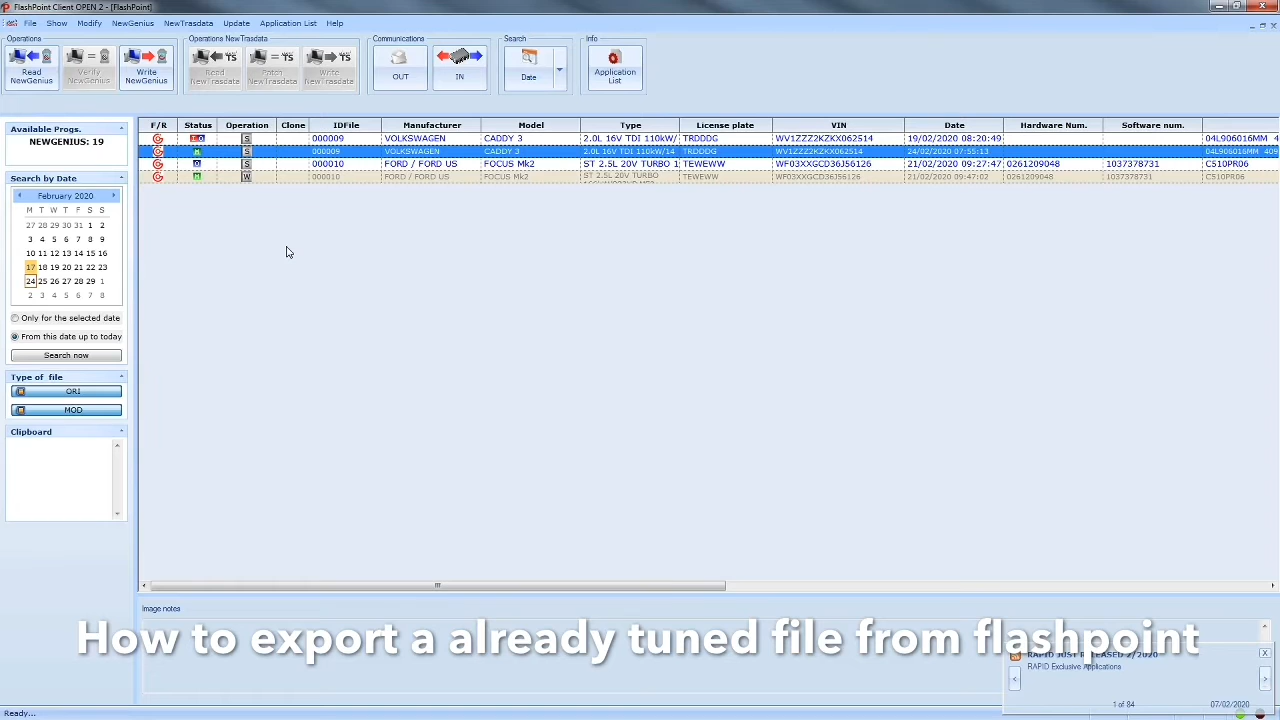 FlashPoint Client OPEN 2 - [FlashPoint]
File Show Modify NewGenius NewTrasdata Update Application List Help
Operations Operations NewTrasdata Communications Search Info
Read NewGenius
Verify NewGenius
Write NewGenius
Read NewTrasdata
Patch NewTrasdata
Write NewTrasdata
OUT
IN
Date
Application List
Available Progs.
NEWGENIUS: 19
Search by Date
February 2020
M T W T F S S
27 28 29 30 31 1 2
3 4 5 6 7 8 9
10 11 12 13 14 15 16
17 18 19 20 21 22 23
24 25 26 27 28 29 1
2 3 4 5 6 7 8
Only for the selected date
From this date up to today
Search now
Type of file
ORI
MOD
Clipboard
F/R Status Operation Clone IDFile Manufacturer Model Type License plate VIN Date Hardware Num. Software num.
S 000009 VOLKSWAGEN CADDY 3 2.0L 16V TDI 110kW/ TRDDDG WV1ZZZ2KZKX062514 19/02/2020 08:20:49 04L906016MM 4
M S 000009 VOLKSWAGEN CADDY 3 2.0L 16V TDI 110kW/14 TRDDDG WV1ZZZ2KZKX062514 24/02/2020 07:55:13 04L906016MM 409
S 000010 FORD / FORD US FOCUS Mk2 ST 2.5L 20V TURBO 1 TEWEWW WF03XXGCD36J56126 21/02/2020 09:27:47 0261209048 1037378731 C510PR06
M W 000010 FORD / FORD US FOCUS Mk2 ST 2.5L 20V TURBO TEWEWW WF03XXGCD36J56126 21/02/2020 09:47:02 0261209048 1037378731 C510PR06
Image notes
How to export a already tuned file from flashpoint
RAPID JUST RELEASED 2/2020
RAPID Exclusive Applications
1 of 84 07/02/2020
Ready...